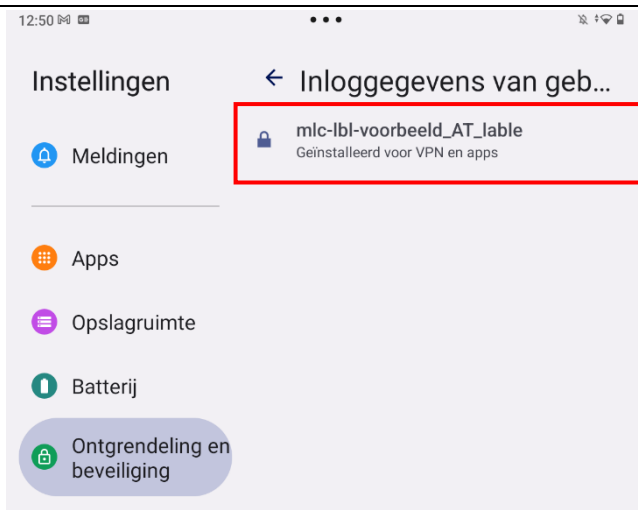 12:50
Instellingen
← Inloggegevens van geb...
mlc-lbl-voorbeeld_AT_lable
Geïnstalleerd voor VPN en apps
Meldingen
Apps
Opslagruimte
Batterij
Ontgrendeling en
beveiliging